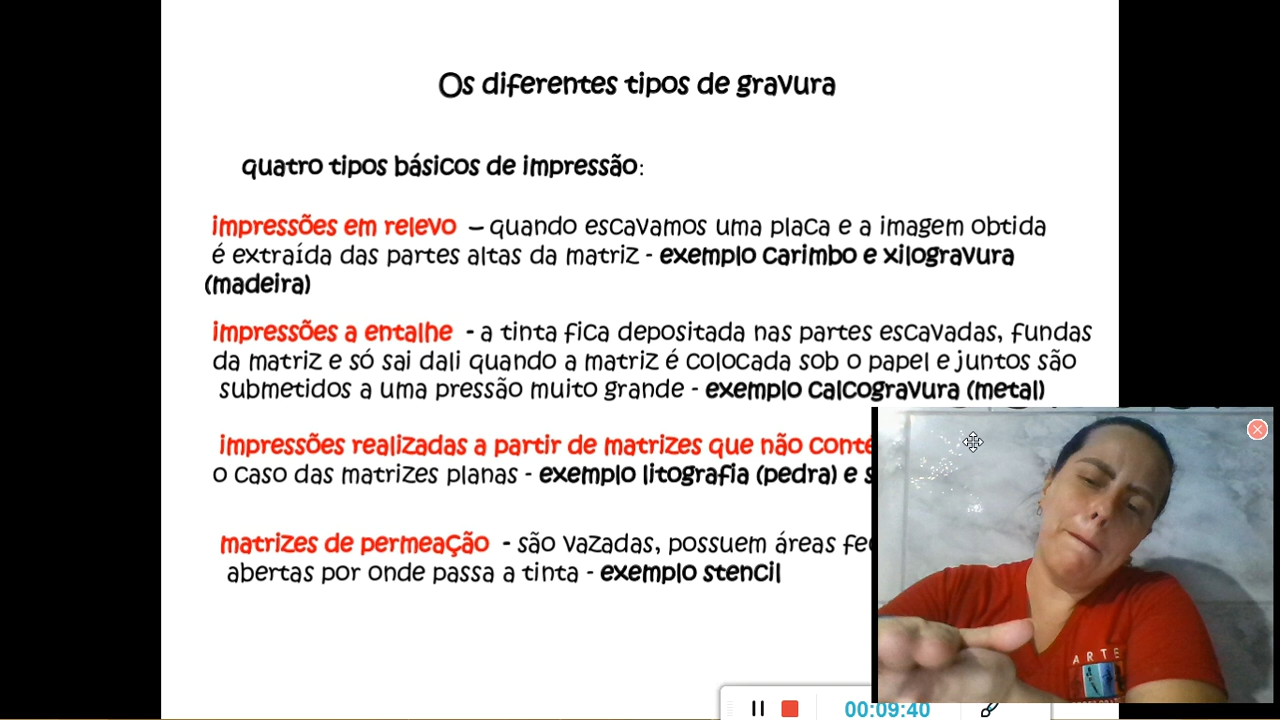 Os diferentes tipos de gravura
quatro tipos básicos de impressão:
impressões em relevo – quando escavamos uma placa e a imagem obtida
é extraída das partes altas da matriz - exemplo carimbo e xilogravura
(madeira)
impressões a entalhe - a tinta fica depositada nas partes escavadas, fundas
da matriz e só sai dali quando a matriz é colocada sob o papel e juntos são
submetidos a uma pressão muito grande - exemplo calcogravura (metal)
impressões realizadas a partir de matrizes que não
o caso das matrizes planas - exemplo litografia (pedra) e
matrizes de permeação - são vazadas, possuem áreas
abertas por onde passa a tinta - exemplo stencil
ARTE
00:09:40